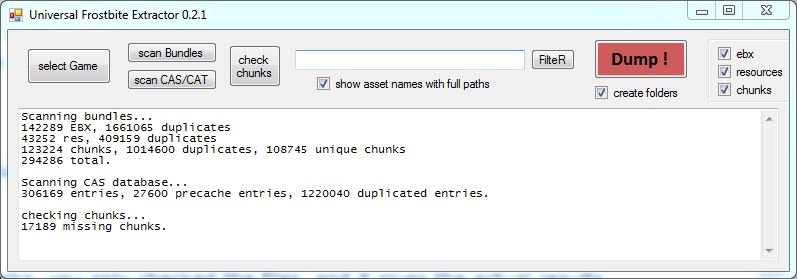 Universal Frostbite Extractor 0.2.1
select Game
scan Bundles
scan CAS/CAT
check
chunks
FilteR
show asset names with full paths
Dump !
create folders
ebx
resources
chunks
Scanning bundles...
142289 EBX, 1661065 duplicates
43252 res, 409159 duplicates
123224 chunks, 1014600 duplicates, 108745 unique chunks
294286 total.
Scanning CAS database...
306169 entries, 27600 precache entries, 1220040 duplicated entries.
checking chunks...
17189 missing chunks.